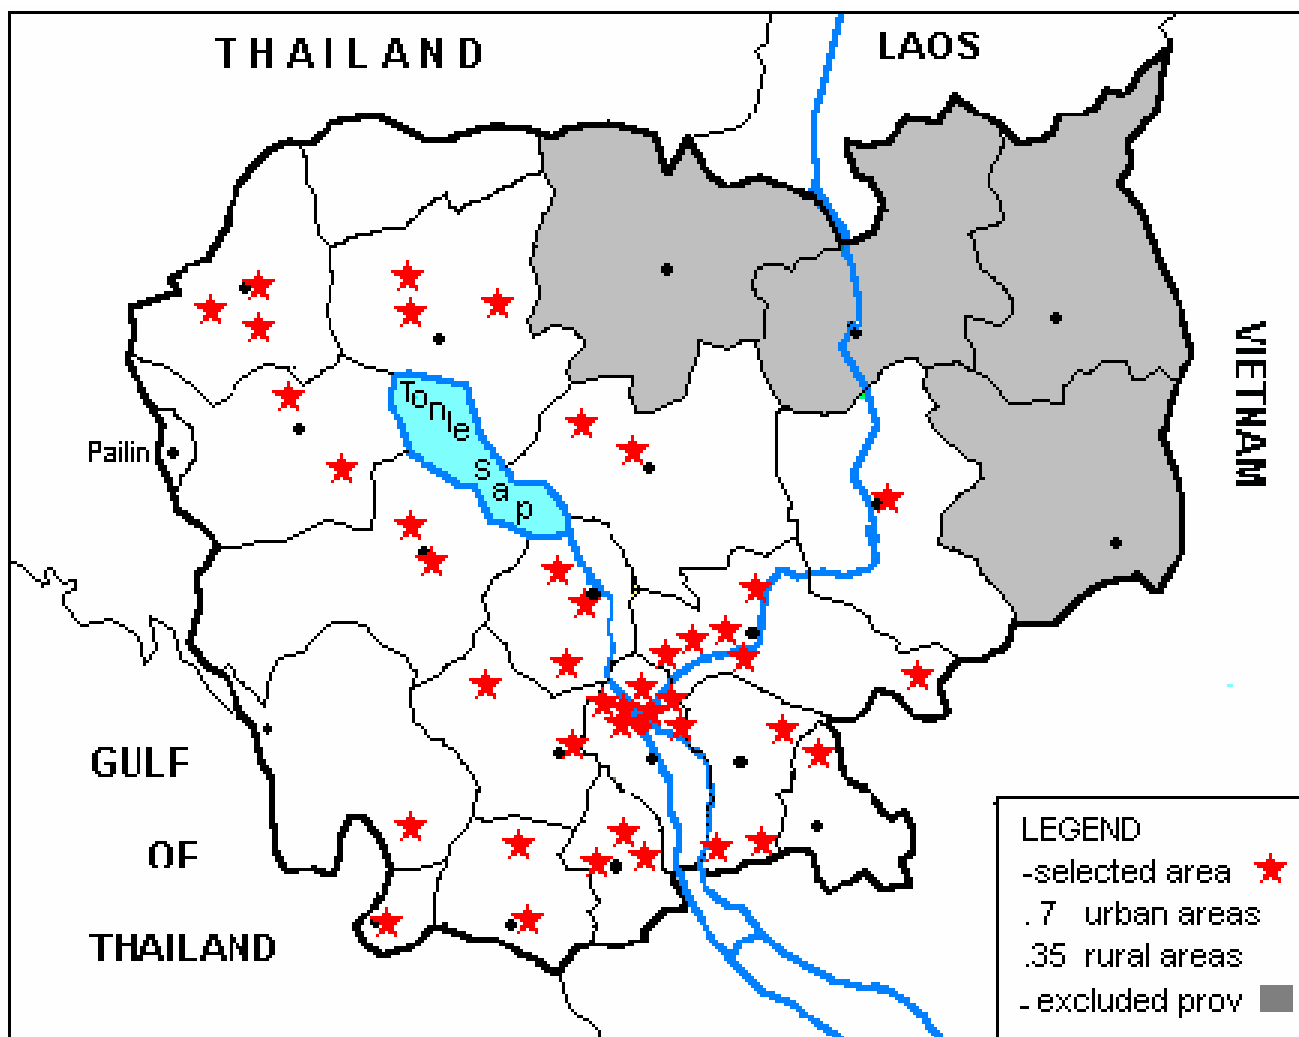 THAILAND
LAOS
VIETNAM
Tonle
Sap
Pailin
GULF
OF
THAILAND
LEGEND
-selected area
.7 urban areas
.35 rural areas
- excluded prov